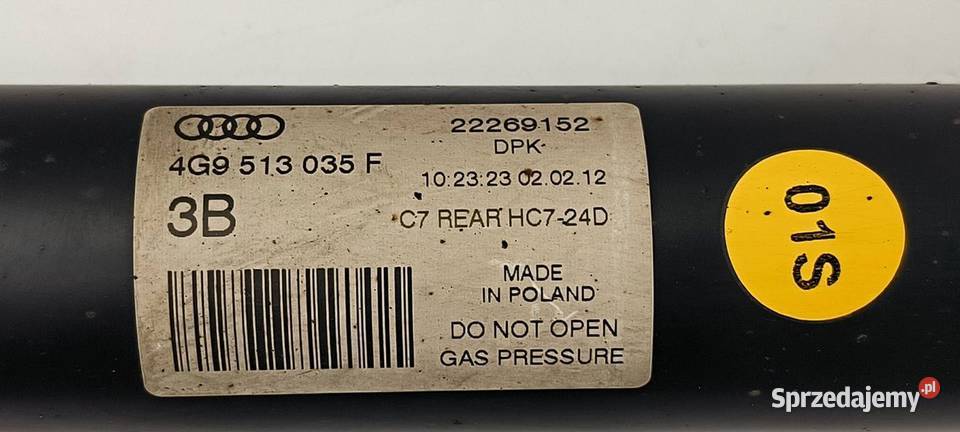 4G9 513 035 F
3B
22269152
DPK
10:23:23 02.02.12
C7 REAR HC7-24D
MADE
IN POLAND
DO NOT OPEN
GAS PRESSURE
01S
Sprzedajemy.pl